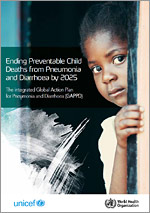 Ending Preventable Child
Deaths from Pneumonia
and Diarrhoea by 2025
The integrated Global Action Plan
for Pneumonia and Diarrhoea (GAPPD)
unicef
World Health
Organization